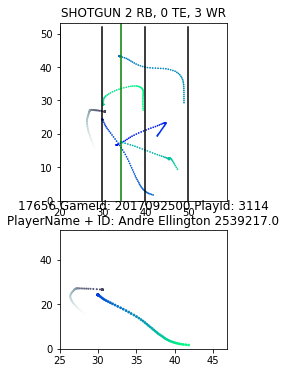 SHOTGUN 2 RB, 0 TE, 3 WR
50
40
30
20
10
0
20 30 40 50
17656 GameId: 2017092500 PlayId: 3114
PlayerName + ID: Andre Ellington 2539217.0
40
20
0
25 30 35 40 45